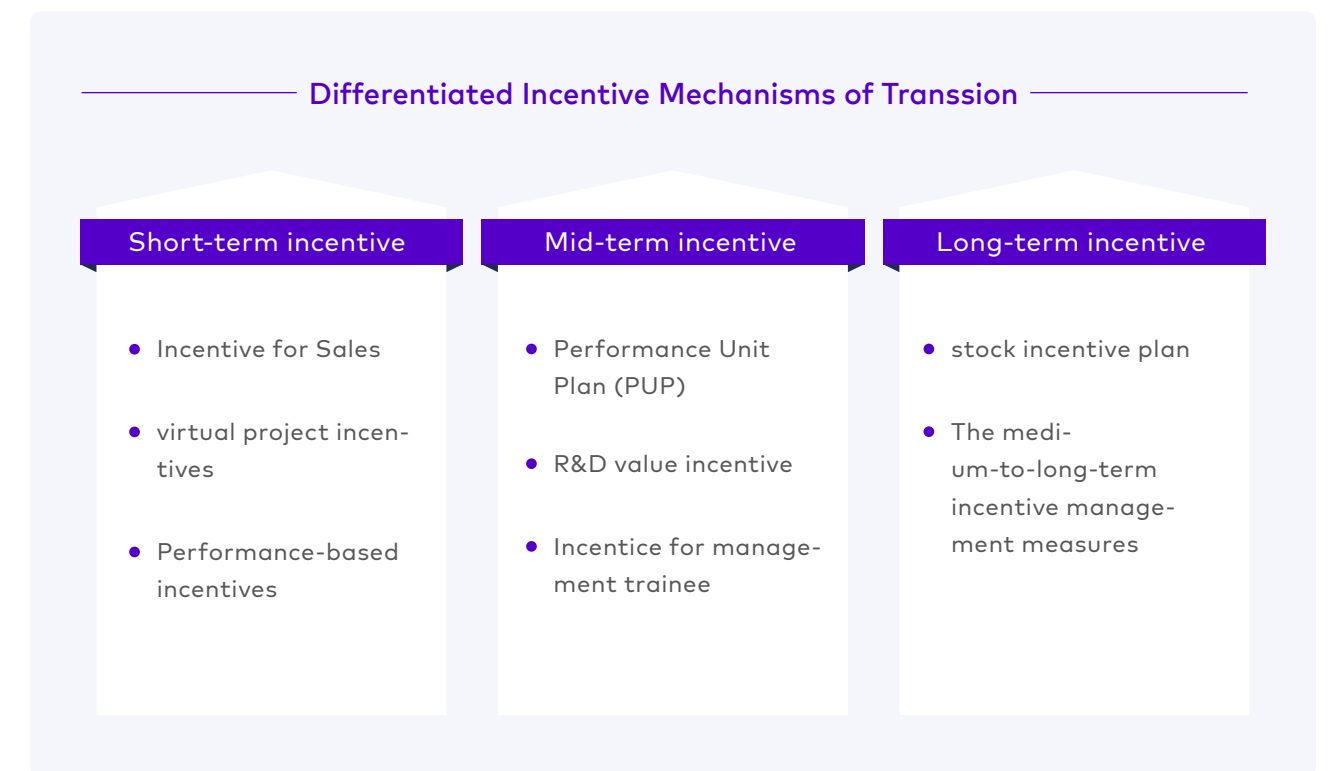 Differentiated Incentive Mechanisms of Transsion
Short-term incentive
Incentive for Sales
virtual project incen-
tives
Performance-based
incentives
Mid-term incentive
Performance Unit
Plan (PUP)
R&D value incentive
Incentice for manage-
ment trainee
Long-term incentive
stock incentive plan
The medi-
um-to-long-term
incentive manage-
ment measures